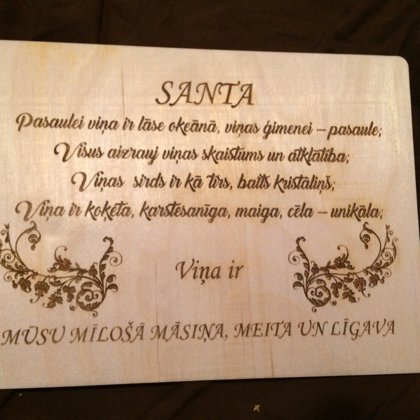 SANTA
Pasaulei viņa ir lāse okeānā, viņas ģimenei – pasaule;
Visus aizrauj viņas skaistums un atklātība;
Viņas sirds ir kā tīrs, balts kristāliņš;
Viņa ir koķeta, karstasinīga, maiga, cēla – unikāla;
Viņa ir
MŪSU MĪLOŠĀ MĀSIŅA, MEITA UN LĪGAVA